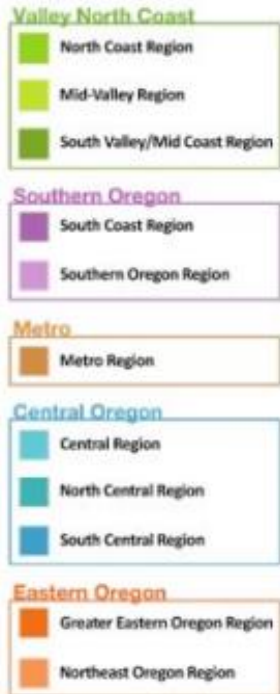 Valley North Coast
North Coast Region
Mid-Valley Region
South Valley/Mid Coast Region
Southern Oregon
South Coast Region
Southern Oregon Region
Metro
Metro Region
Central Oregon
Central Region
North Central Region
South Central Region
Eastern Oregon
Greater Eastern Oregon Region
Northeast Oregon Region